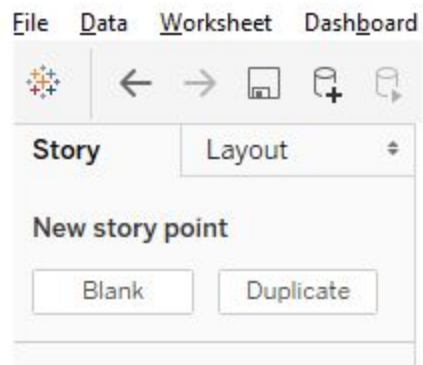 File Data Worksheet Dashboard
Story Layout
New story point
Blank Duplicate